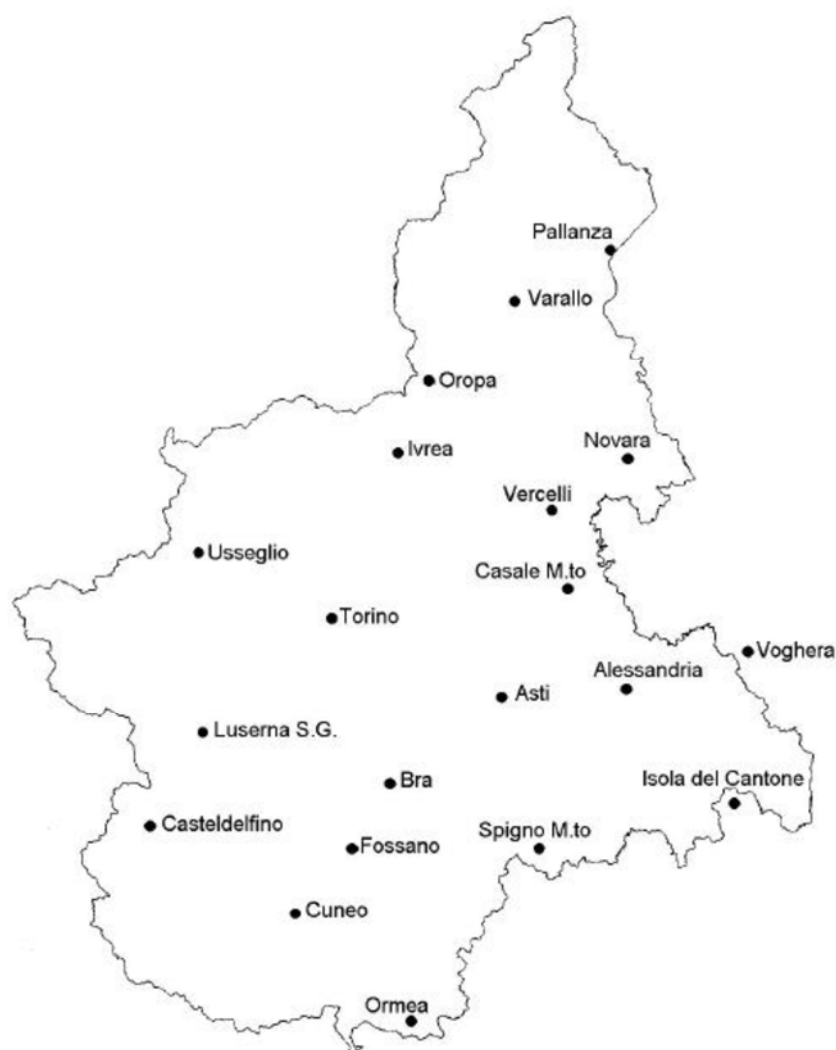 Pallanza
Varallo
Oropa
Novara
Ivrea
Vercelli
Usseglio
Casale M.to
Torino
Voghera
Alessandria
Asti
Luserna S.G.
Isola del Cantone
Bra
Casteldelfino
Spigno M.to
Fossano
Cuneo
Ormea